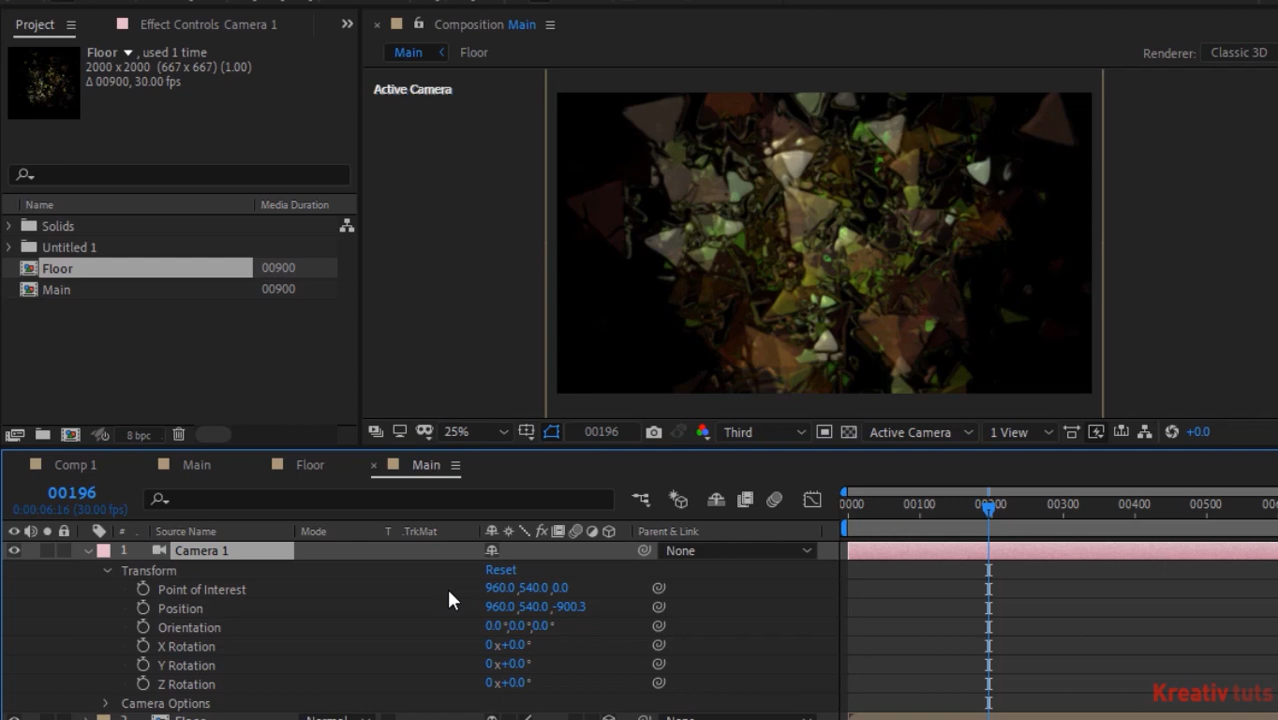 Project
Effect Controls Camera 1
Composition Main
Floor , used 1 time
2000 x 2000 (667 x 667) (1.00)
Δ 00900, 30.00 fps
Main
Floor
Renderer:
Classic 3D
Active Camera
Name
Media Duration
Solids
Untitled 1
Floor
00900
Main
00900
8 bpc
25%
00196
Third
Active Camera
1 View
+0.0
Comp 1
Main
Floor
Main
00196
0:00:06:16 (30.00 fps)
0000
00100
00200
00300
00400
00500
# .
Source Name
Mode
T .TrkMat
fx
Parent & Link
1
Camera 1
None
Transform
Reset
Point of Interest
960.0 ,540.0 ,0.0
Position
960.0 ,540.0 ,-900.3
Orientation
0.0 °,0.0 °,0.0 °
X Rotation
0 x+0.0 °
Y Rotation
0 x+0.0 °
Z Rotation
0 x+0.0 °
Camera Options
Kreativ tuts